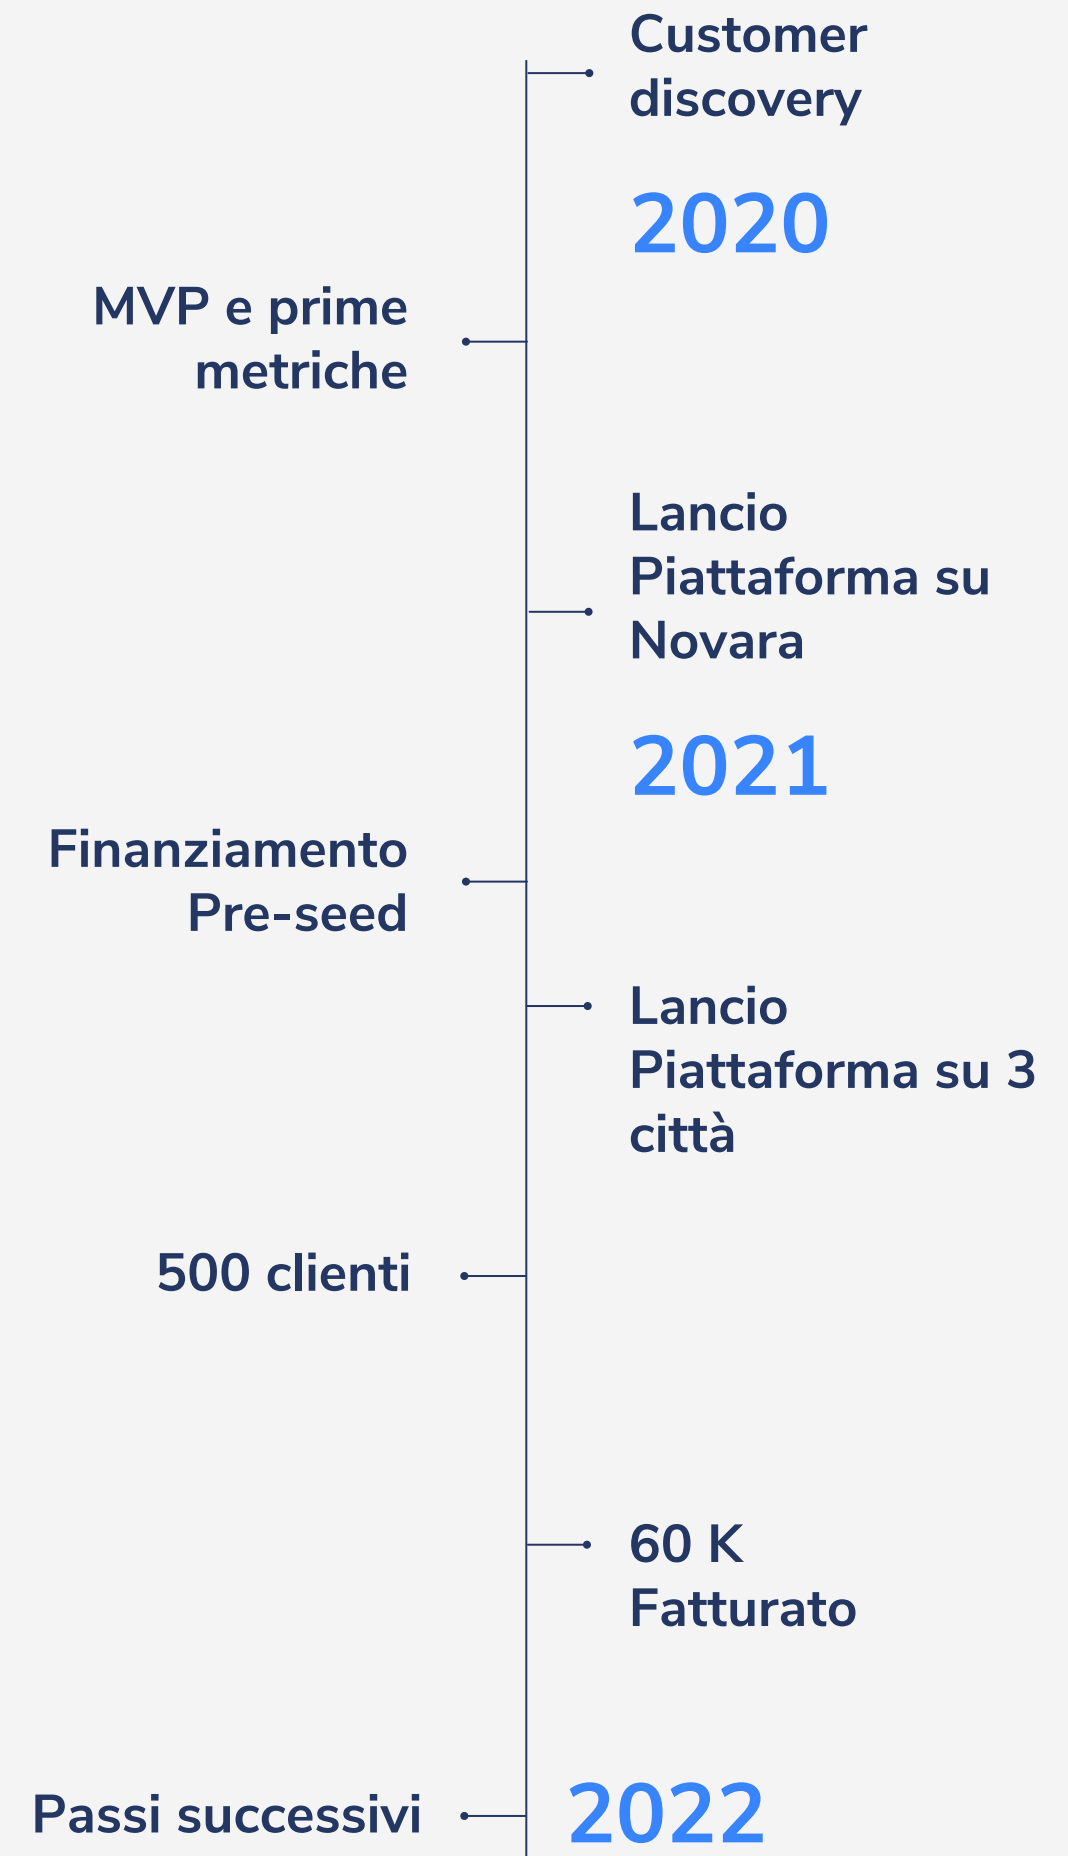 Customer
discovery
2020
MVP e prime
metriche
Lancio
Piattaforma su
Novara
2021
Finanziamento
Pre-seed
Lancio
Piattaforma su 3
città
500 clienti
60 K
Fatturato
Passi successivi
2022